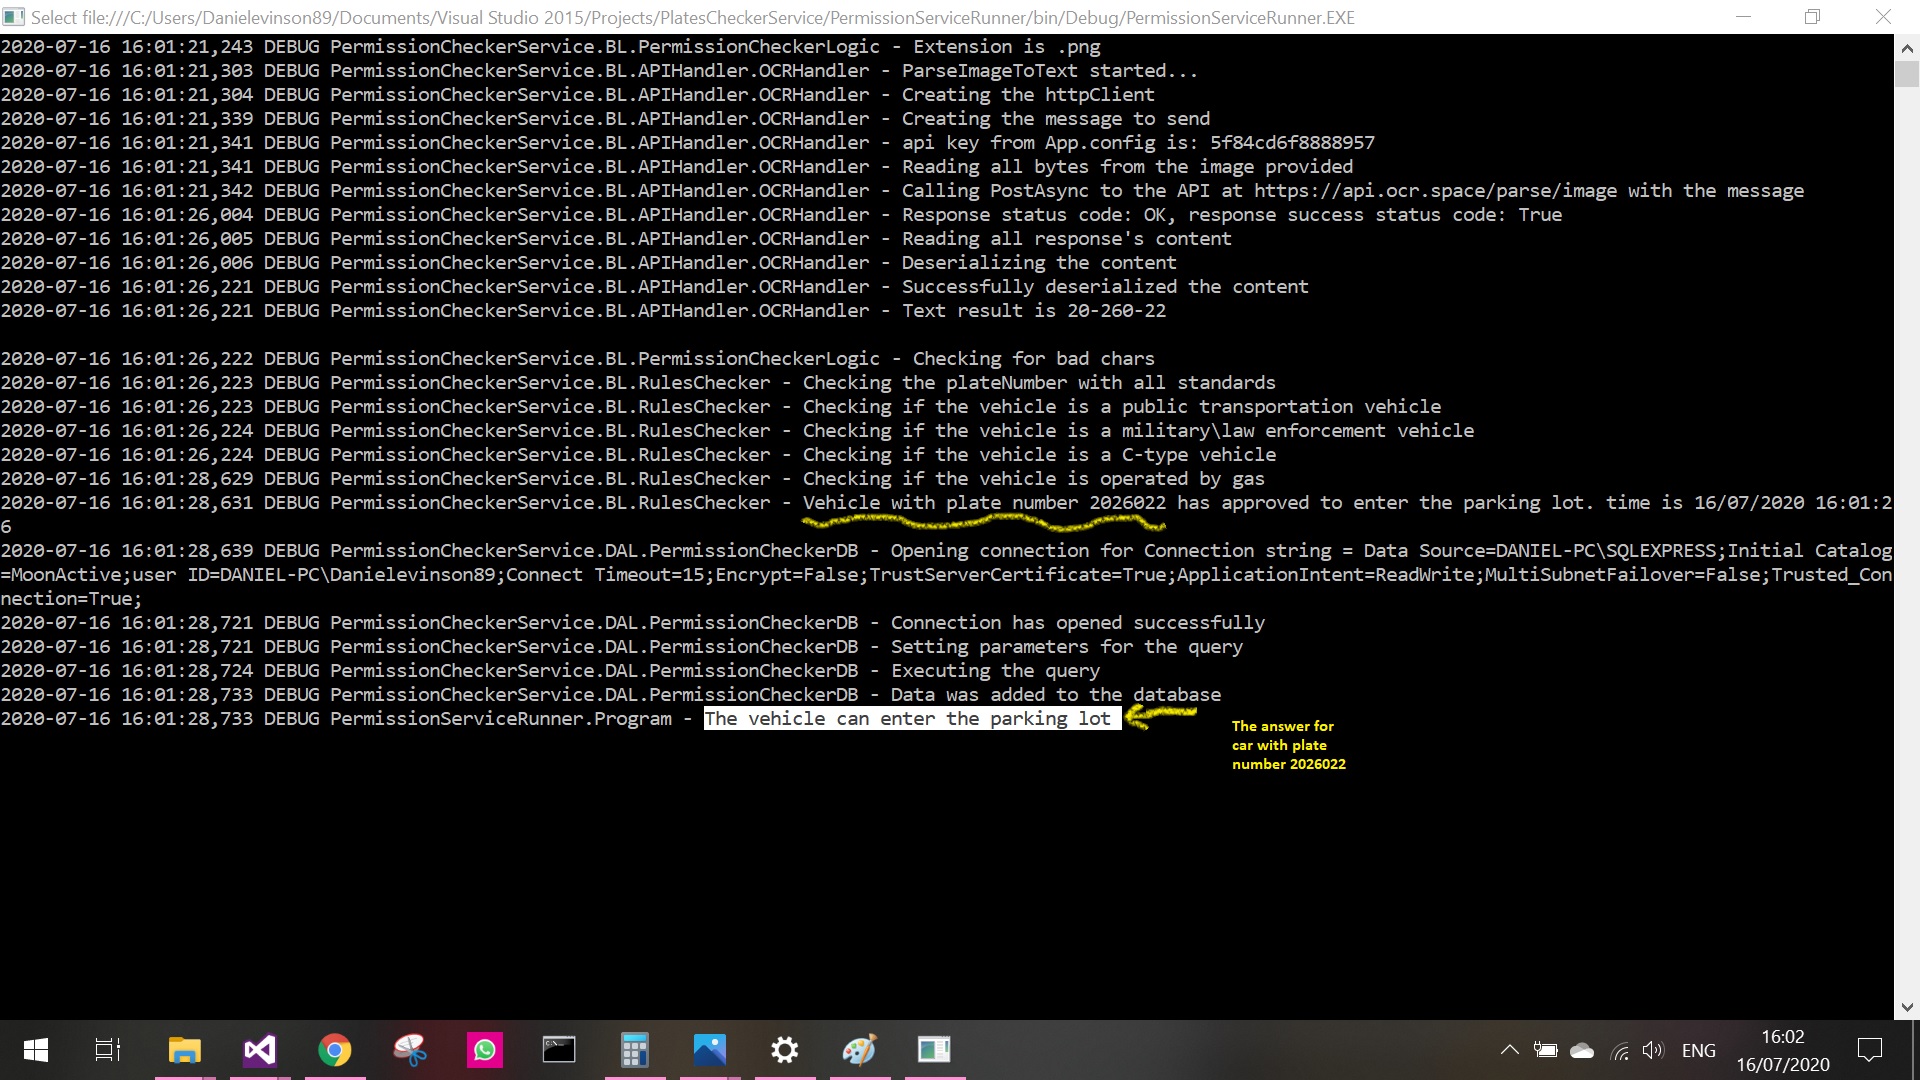 Select file:///C:/Users/Danielevinson89/Documents/Visual Studio 2015/Projects/PlatesCheckerService/PermissionServiceRunner/bin/Debug/PermissionServiceRunner.EXE
2020-07-16 16:01:21,243 DEBUG PermissionCheckerService.BL.PermissionCheckerLogic - Extension is .png
2020-07-16 16:01:21,303 DEBUG PermissionCheckerService.BL.APIHandler.OCRHandler - ParseImageToText started...
2020-07-16 16:01:21,304 DEBUG PermissionCheckerService.BL.APIHandler.OCRHandler - Creating the httpClient
2020-07-16 16:01:21,339 DEBUG PermissionCheckerService.BL.APIHandler.OCRHandler - Creating the message to send
2020-07-16 16:01:21,341 DEBUG PermissionCheckerService.BL.APIHandler.OCRHandler - api key from App.config is: 5f84cd6f8888957
2020-07-16 16:01:21,341 DEBUG PermissionCheckerService.BL.APIHandler.OCRHandler - Reading all bytes from the image provided
2020-07-16 16:01:21,342 DEBUG PermissionCheckerService.BL.APIHandler.OCRHandler - Calling PostAsync to the API at https://api.ocr.space/parse/image with the message
2020-07-16 16:01:26,004 DEBUG PermissionCheckerService.BL.APIHandler.OCRHandler - Response status code: OK, response success status code: True
2020-07-16 16:01:26,005 DEBUG PermissionCheckerService.BL.APIHandler.OCRHandler - Reading all response's content
2020-07-16 16:01:26,006 DEBUG PermissionCheckerService.BL.APIHandler.OCRHandler - Deserializing the content
2020-07-16 16:01:26,221 DEBUG PermissionCheckerService.BL.APIHandler.OCRHandler - Successfully deserialized the content
2020-07-16 16:01:26,221 DEBUG PermissionCheckerService.BL.APIHandler.OCRHandler - Text result is 20-260-22
2020-07-16 16:01:26,222 DEBUG PermissionCheckerService.BL.PermissionCheckerLogic - Checking for bad chars
2020-07-16 16:01:26,223 DEBUG PermissionCheckerService.BL.RulesChecker - Checking the plateNumber with all standards
2020-07-16 16:01:26,223 DEBUG PermissionCheckerService.BL.RulesChecker - Checking if the vehicle is a public transportation vehicle
2020-07-16 16:01:26,224 DEBUG PermissionCheckerService.BL.RulesChecker - Checking if the vehicle is a military\law enforcement vehicle
2020-07-16 16:01:26,224 DEBUG PermissionCheckerService.BL.RulesChecker - Checking if the vehicle is a C-type vehicle
2020-07-16 16:01:28,629 DEBUG PermissionCheckerService.BL.RulesChecker - Checking if the vehicle is operated by gas
2020-07-16 16:01:28,631 DEBUG PermissionCheckerService.BL.RulesChecker - Vehicle with plate number 2026022 has approved to enter the parking lot. time is 16/07/2020 16:01:2
6
2020-07-16 16:01:28,639 DEBUG PermissionCheckerService.DAL.PermissionCheckerDB - Opening connection for Connection string = Data Source=DANIEL-PC\SQLEXPRESS;Initial Catalog
=MoonActive;user ID=DANIEL-PC\Danielevinson89;Connect Timeout=15;Encrypt=False;TrustServerCertificate=True;ApplicationIntent=ReadWrite;MultiSubnetFailover=False;Trusted_Con
nection=True;
2020-07-16 16:01:28,721 DEBUG PermissionCheckerService.DAL.PermissionCheckerDB - Connection has opened successfully
2020-07-16 16:01:28,721 DEBUG PermissionCheckerService.DAL.PermissionCheckerDB - Setting parameters for the query
2020-07-16 16:01:28,724 DEBUG PermissionCheckerService.DAL.PermissionCheckerDB - Executing the query
2020-07-16 16:01:28,733 DEBUG PermissionCheckerService.DAL.PermissionCheckerDB - Data was added to the database
2020-07-16 16:01:28,733 DEBUG PermissionServiceRunner.Program - The vehicle can enter the parking lot
The answer for
car with plate
number 2026022
ENG
16:02
16/07/2020